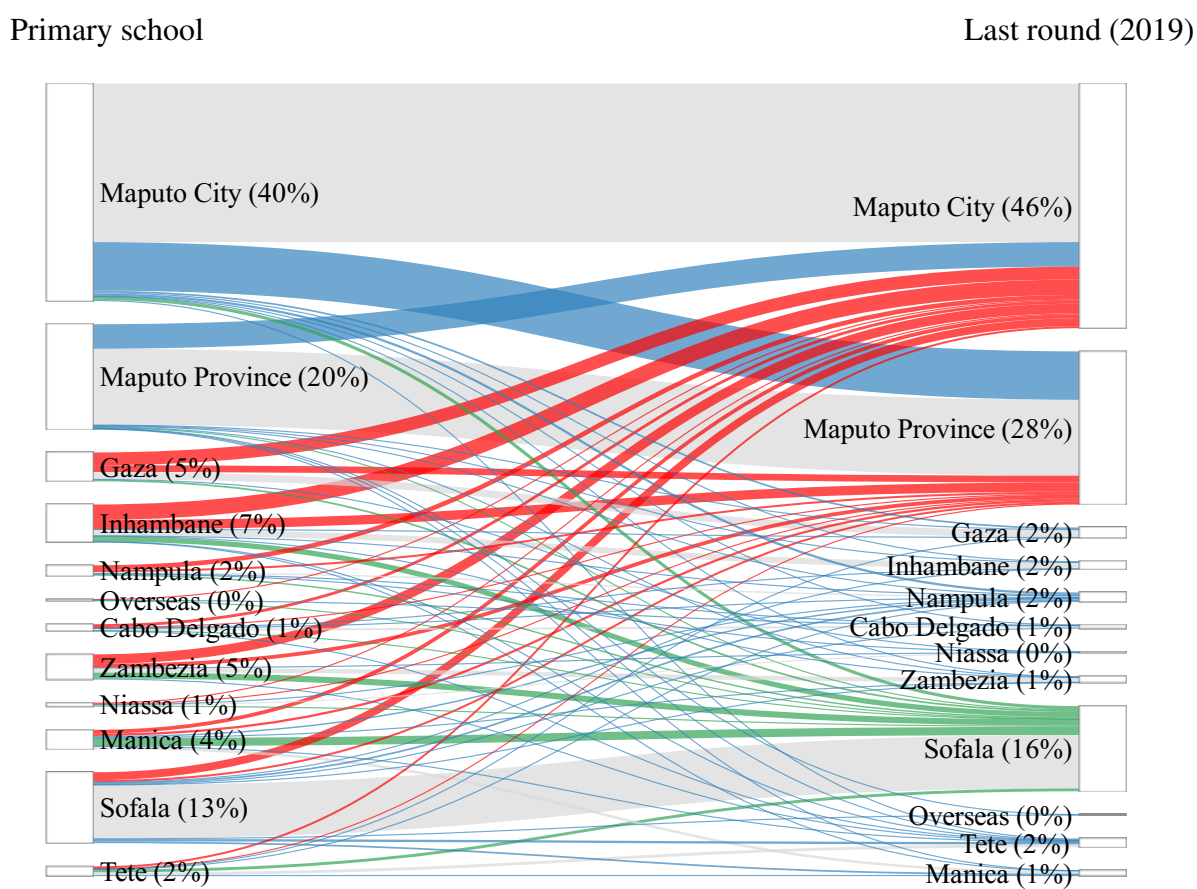 Primary school
Last round (2019)
Maputo City (40%)
Maputo Province (20%)
Gaza (5%)
Inhambane (7%)
Nampula (2%)
Overseas (0%)
Cabo Delgado (1%)
Zambezia (5%)
Niassa (1%)
Manica (4%)
Sofala (13%)
Tete (2%)
Maputo City (46%)
Maputo Province (28%)
Gaza (2%)
Inhambane (2%)
Nampula (2%)
Cabo Delgado (1%)
Niassa (0%)
Zambezia (1%)
Sofala (16%)
Overseas (0%)
Tete (2%)
Manica (1%)